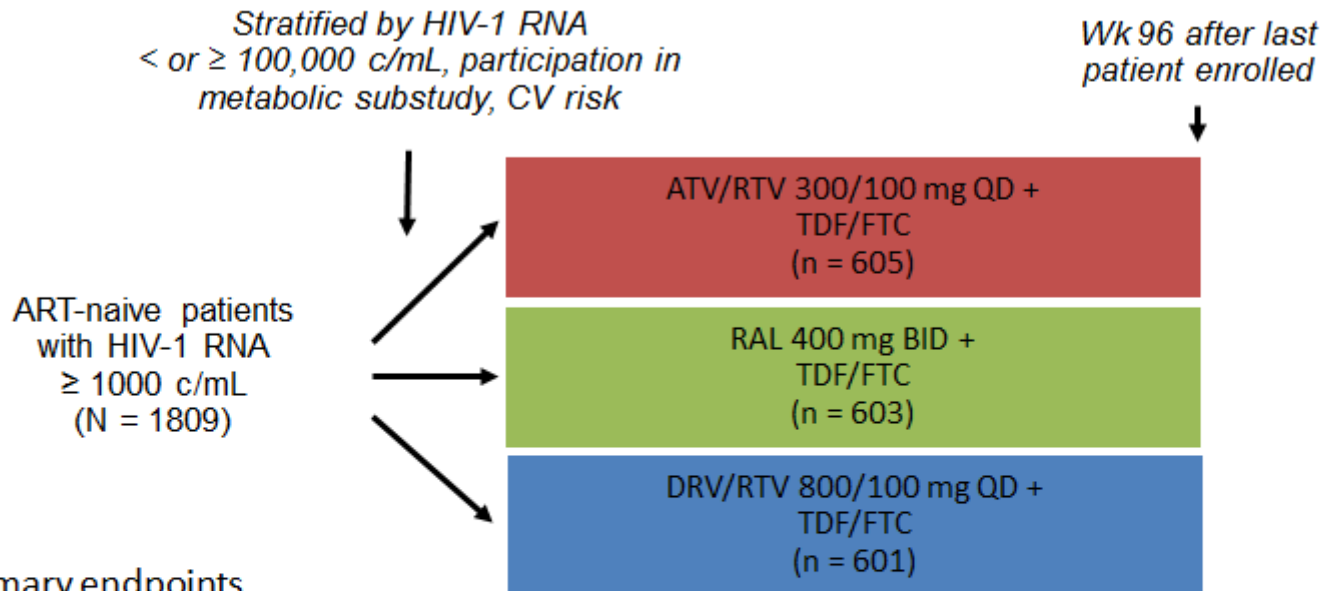 Stratified by HIV-1 RNA
< or ≥ 100,000 c/mL, participation in
metabolic substudy, CV risk
Wk 96 after last
patient enrolled
ART-naive patients
with HIV-1 RNA
≥ 1000 c/mL
(N = 1809)
ATV/RTV 300/100 mg QD +
TDF/FTC
(n = 605)
RAL 400 mg BID +
TDF/FTC
(n = 603)
DRV/RTV 800/100 mg QD +
TDF/FTC
(n = 601)
mary endpoints